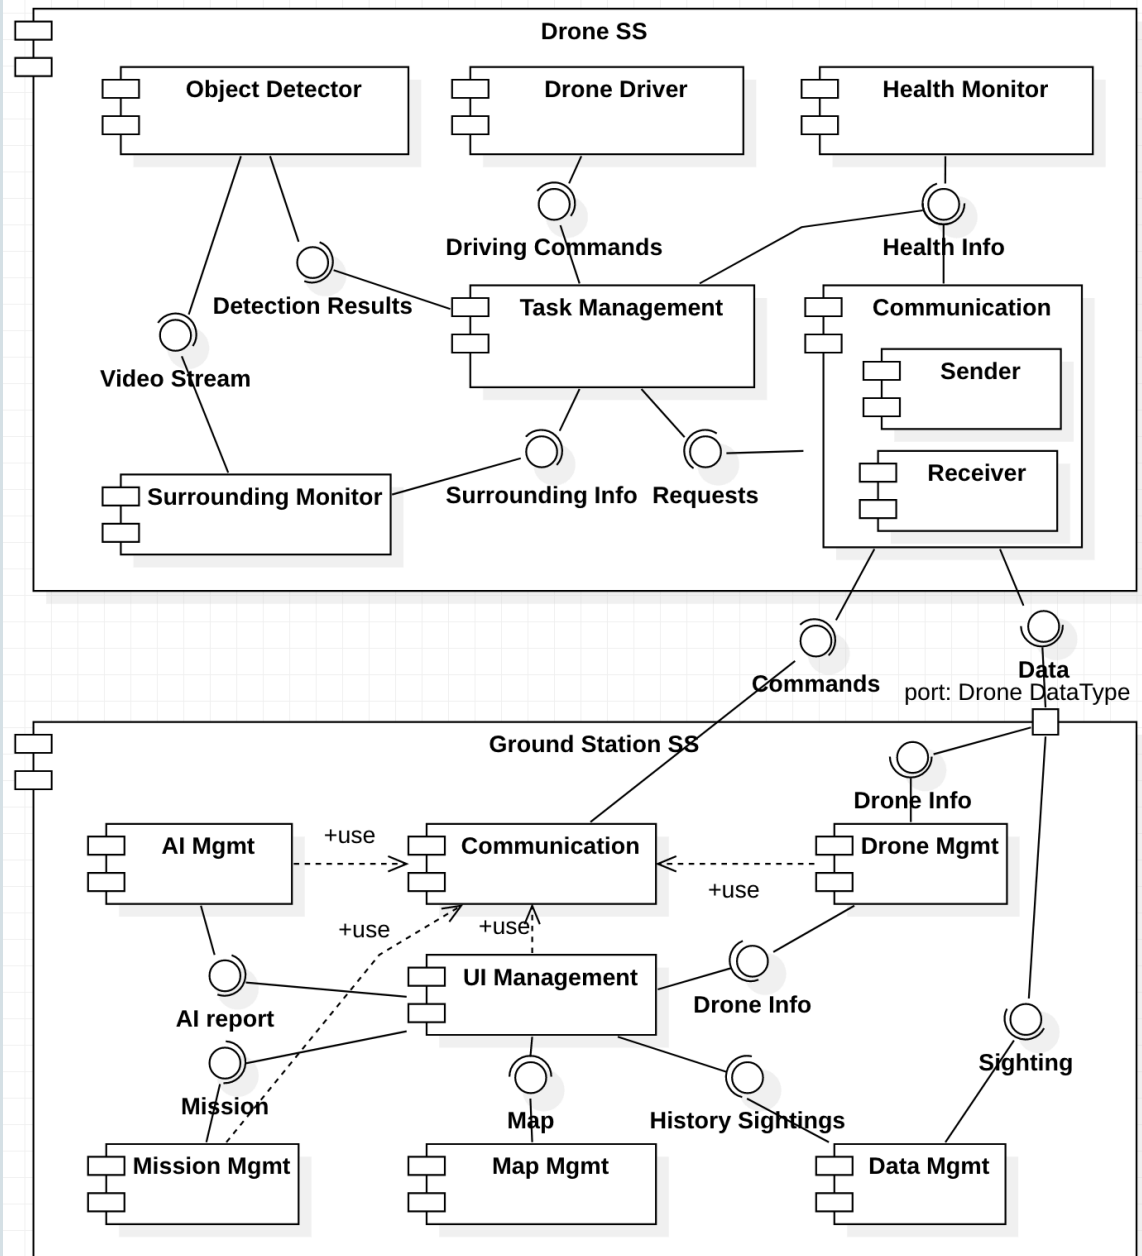 Drone SS
Object Detector
Drone Driver
Health Monitor
Driving Commands
Health Info
Detection Results
Task Management
Communication
Video Stream
Sender
Receiver
Surrounding Monitor
Surrounding Info
Requests
Commands
Data
port: Drone DataType
Ground Station SS
Drone Info
AI Mgmt
+use
Communication
Drone Mgmt
+use
+use
+use
UI Management
Drone Info
AI report
Sighting
Mission
Map
History Sightings
Mission Mgmt
Map Mgmt
Data Mgmt